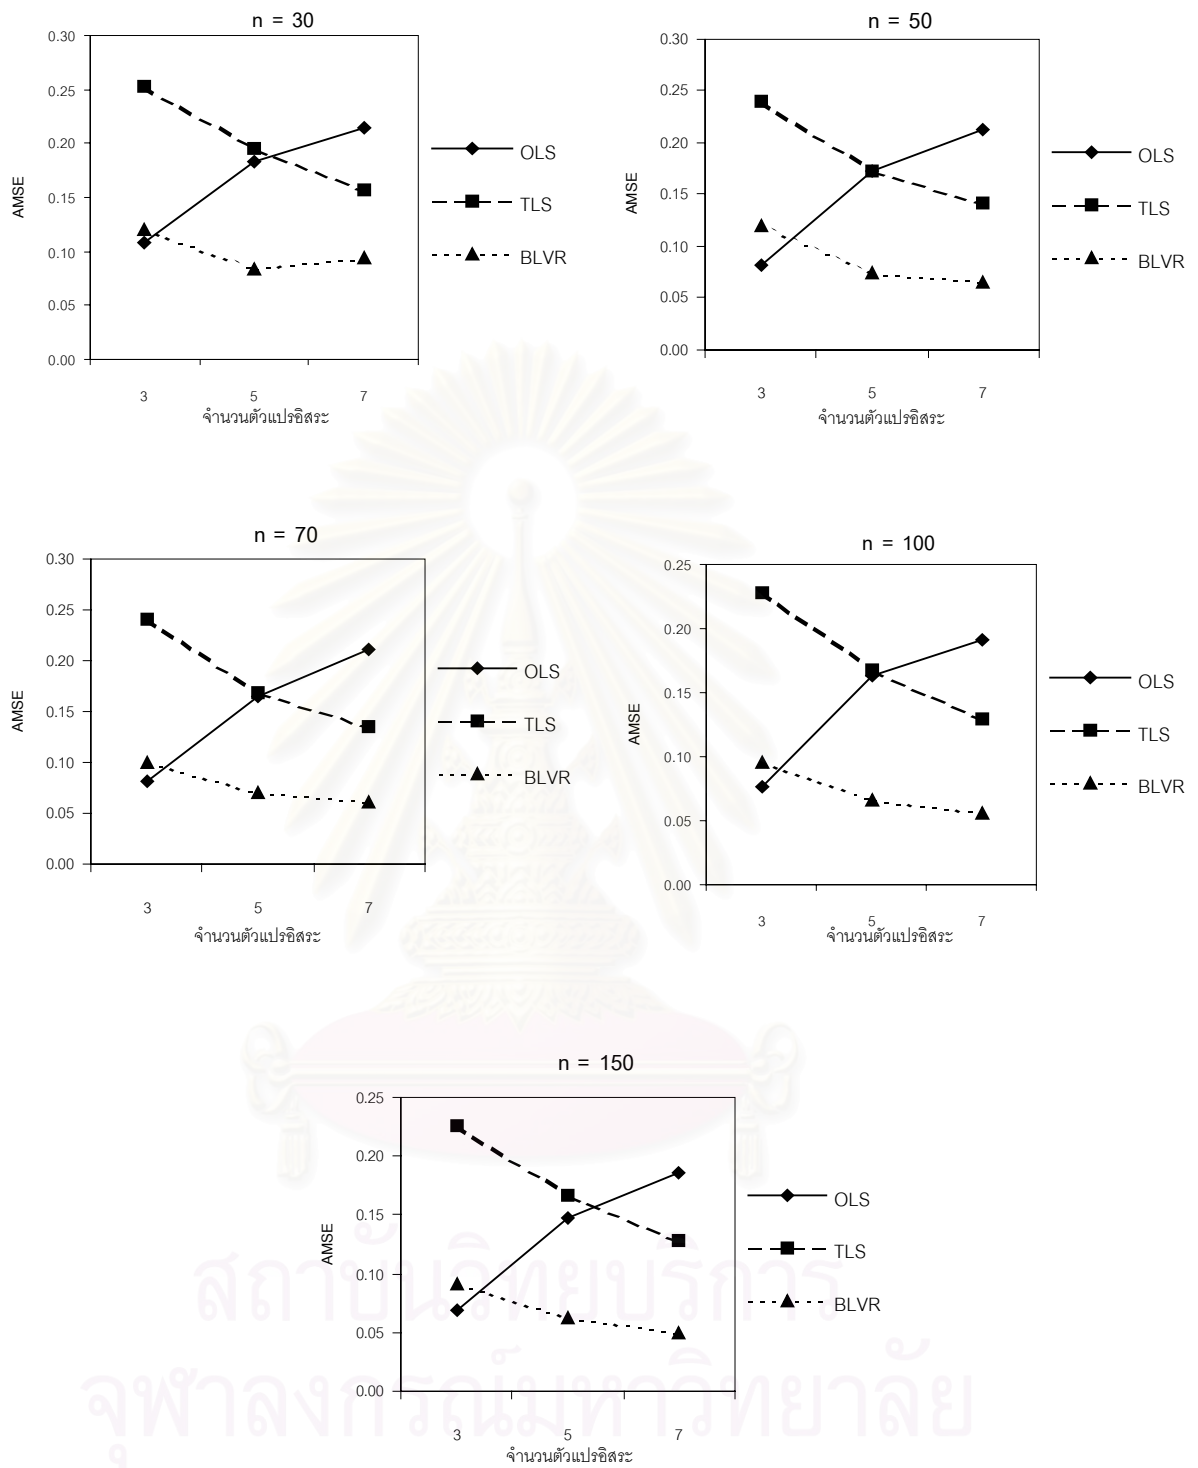 n = 30
0.30
0.25
0.20
0.15
0.10
0.05
0.00
AMSE
3 5 7
จำนวนตัวแปรอิสระ
OLS
TLS
BLVR
n = 50
0.30
0.25
0.20
0.15
0.10
0.05
0.00
AMSE
3 5 7
จำนวนตัวแปรอิสระ
OLS
TLS
BLVR
n = 70
0.30
0.25
0.20
0.15
0.10
0.05
0.00
AMSE
3 5 7
จำนวนตัวแปรอิสระ
OLS
TLS
BLVR
n = 100
0.25
0.20
0.15
0.10
0.05
0.00
AMSE
3 5 7
จำนวนตัวแปรอิสระ
OLS
TLS
BLVR
n = 150
0.25
0.20
0.15
0.10
0.05
0.00
AMSE
3 5 7
จำนวนตัวแปรอิสระ
OLS
TLS
BLVR
สถาบันวิทยบริการ
จุฬาลงกรณ์มหาวิทยาลัย